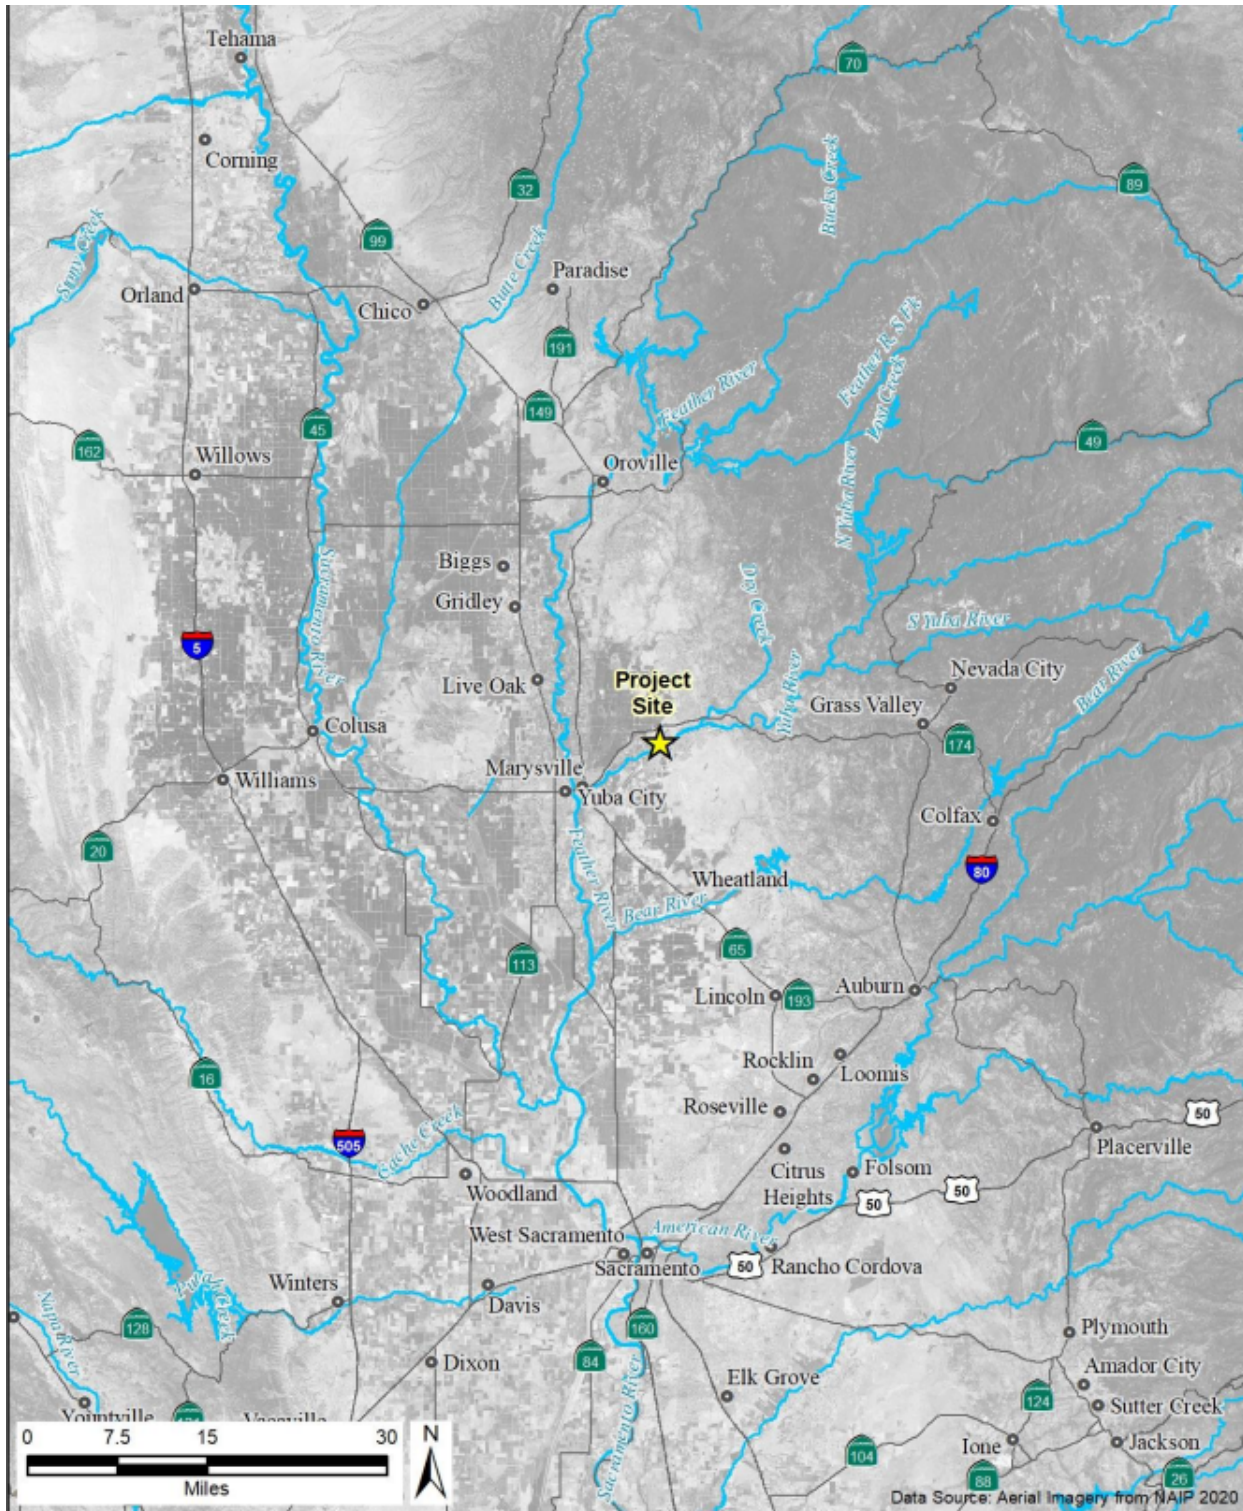 Tehama
70
Corning
Bucks Creek
32
89
Stony Creek
99
Butte Creek
Paradise
Orland
Chico
191
Feather R, S Fk
Feather River
Lost Creek
149
45
162
49
Willows
Oroville
N Yuba River
Sacramento River
Biggs
Dry Creek
Gridley
S Yuba River
5
Project
Site
Nevada City
Live Oak
Yuba River
Bear River
Grass Valley
Colusa
174
Marysville
Williams
Yuba City
Colfax
20
Feather River
80
Wheatland
Bear River
65
113
Lincoln
193
Auburn
Rocklin
Loomis
16
Roseville
50
505
Cache Creek
Placerville
Citrus
Heights
Folsom
Woodland
50
50
West Sacramento
American River
Sacramento
50
Rancho Cordova
Winters
Davis
Putah Creek
Napa River
128
160
Plymouth
84
Dixon
Amador City
Elk Grove
Sacramento River
124
Sutter Creek
Yountville
Vacaville
0 7.5 15 30
Miles
N
104
Ione
Jackson
88
26
Data Source: Aerial Imagery from NAIP 2020